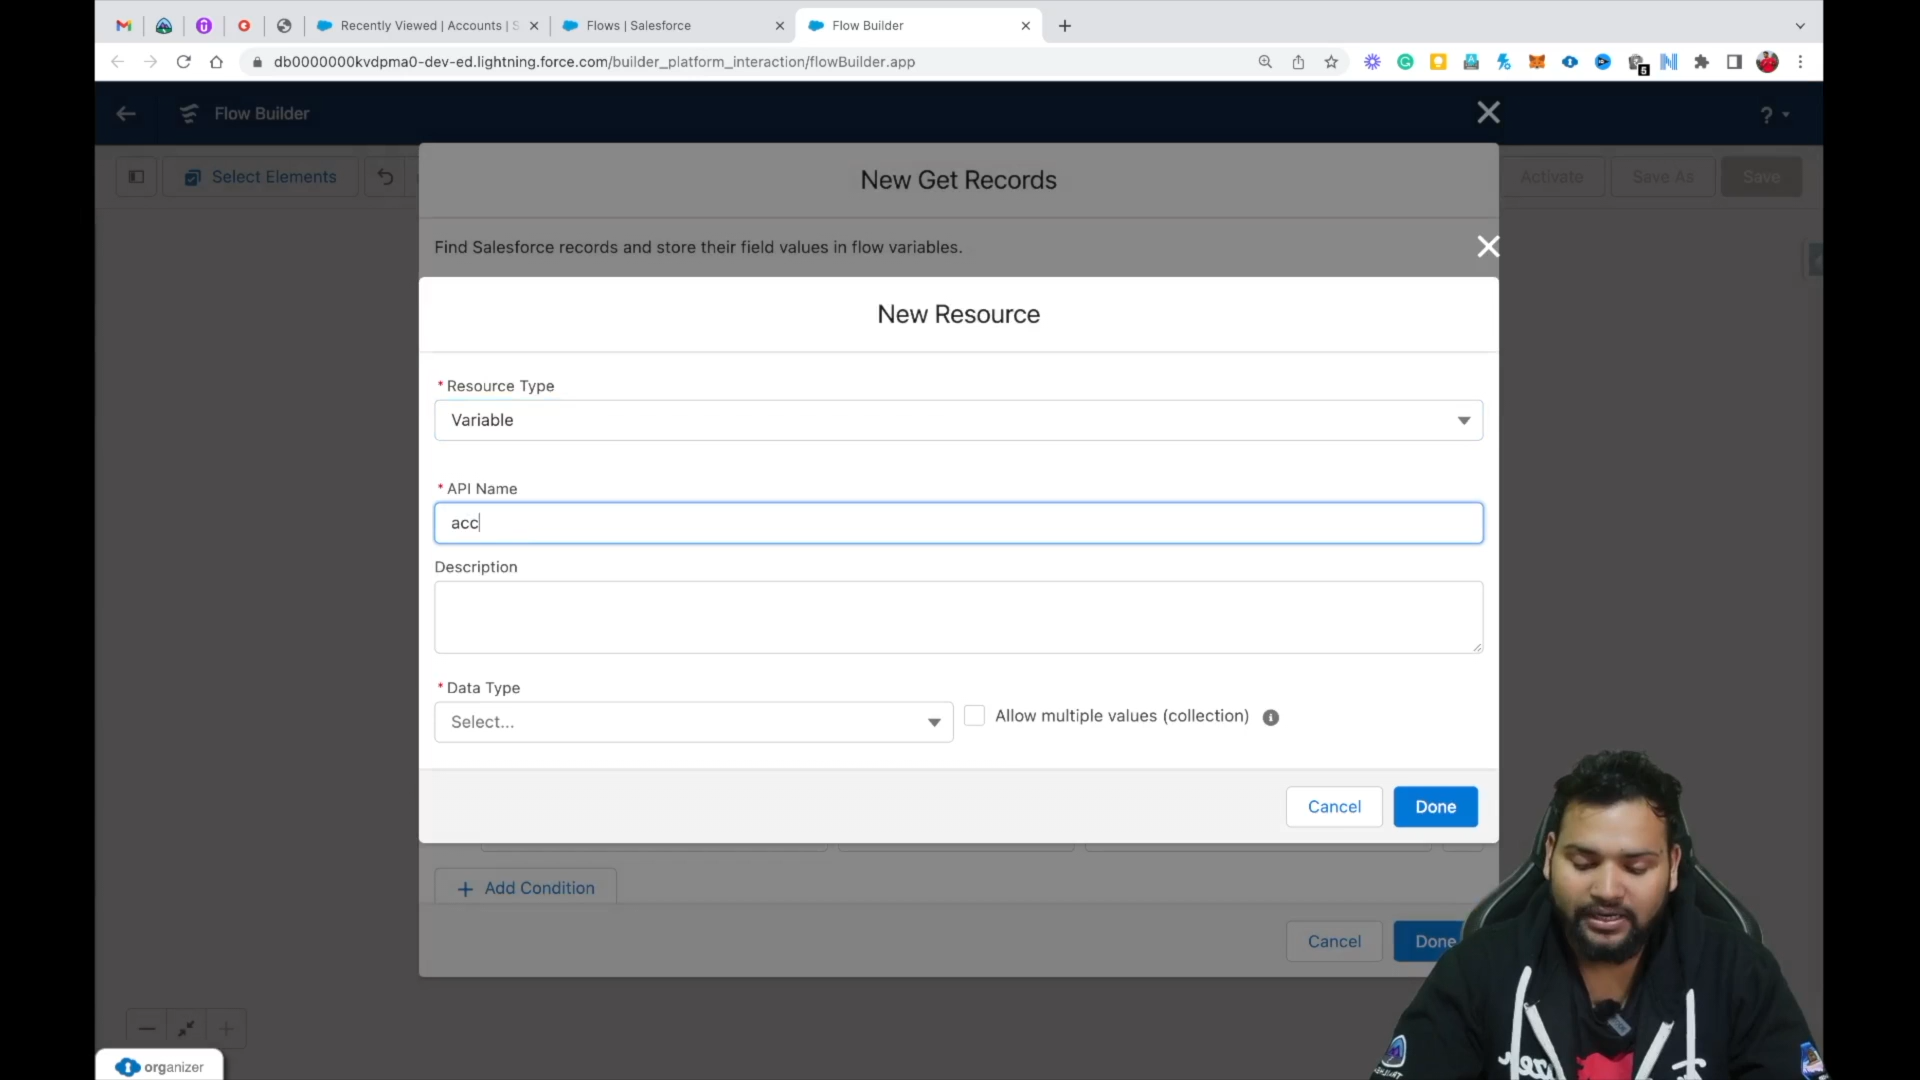 Recently Viewed | Accounts | S
Flows | Salesforce
Flow Builder
db0000000kvdpma0-dev-ed.lightning.force.com/builder_platform_interaction/flowBuilder.app
Flow Builder
?
Select Elements
Activate
Save As
Save
New Get Records
Find Salesforce records and store their field values in flow variables.
New Resource
* Resource Type
Variable
* API Name
acc
Description
* Data Type
Select...
Allow multiple values (collection)
Cancel
Done
+ Add Condition
Cancel
Done
organizer